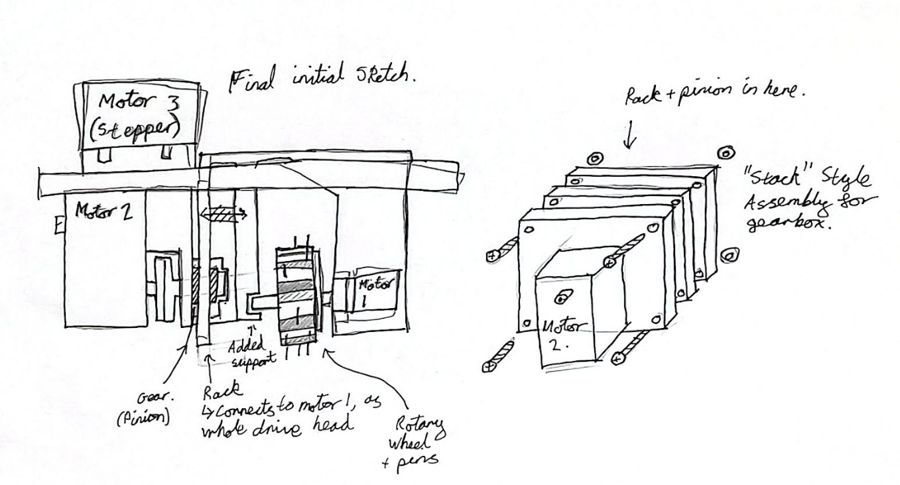 Final initial sketch.
Motor 3
(stepper)
Motor 2
Motor
1
Added
support
Gear.
(Pinion)
Rack
↳ Connects to motor 1, as
whole drive head
Rotary
wheel
+ pens
Rack + pinion in here.
"Stack" Style
Assembly for
gearbox.
Motor
2.